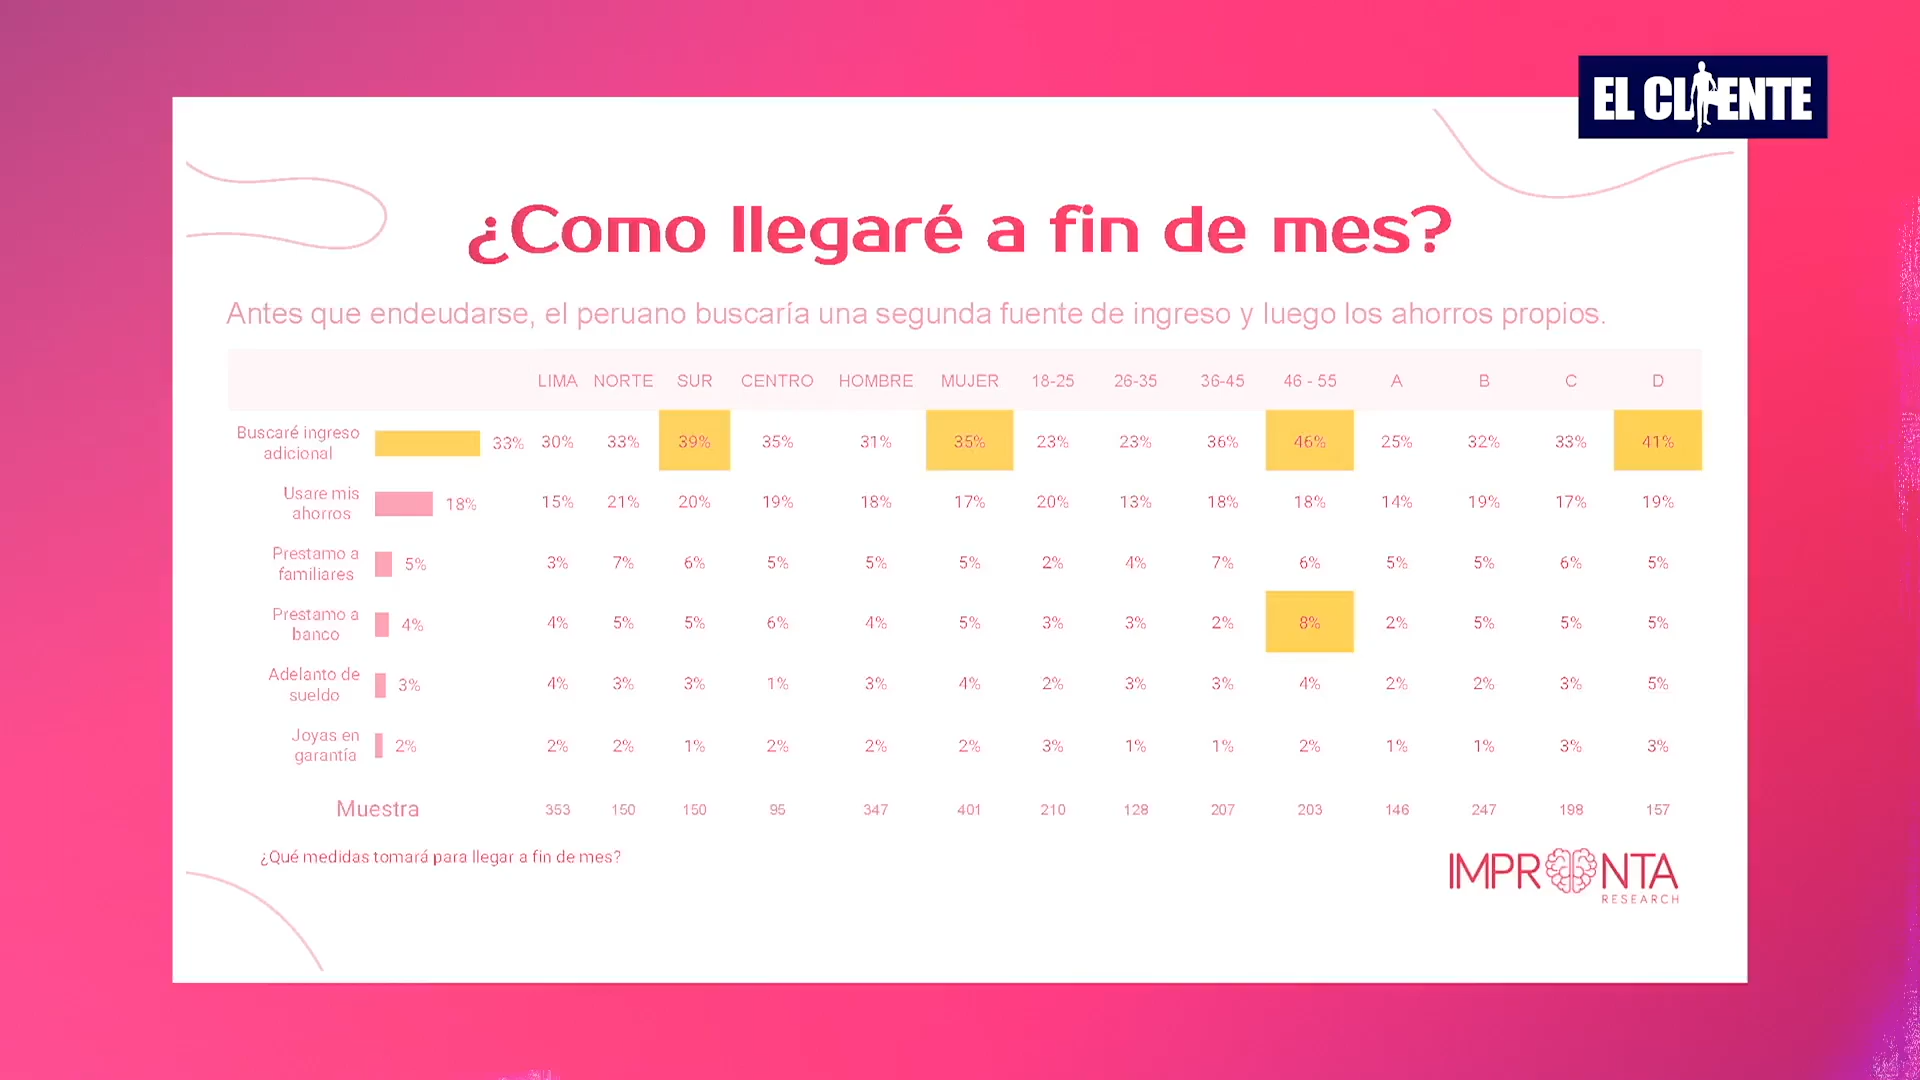 EL CLIENTE
¿Como llegaré a fin de mes?
Antes que endeudarse, el peruano buscaría una segunda fuente de ingreso y luego los ahorros propios.
LIMA NORTE SUR CENTRO HOMBRE MUJER 18-25 26-35 36-45 46 - 55 A B C D
Buscaré ingreso adicional 33% 30% 33% 39% 35% 31% 35% 23% 23% 36% 46% 25% 32% 33% 41%
Usare mis ahorros 18% 15% 21% 20% 19% 18% 17% 20% 13% 18% 18% 14% 19% 17% 19%
Prestamo a familiares 5% 3% 7% 6% 5% 5% 5% 2% 4% 7% 6% 5% 5% 6% 5%
Prestamo a banco 4% 4% 5% 5% 6% 4% 5% 3% 3% 2% 8% 2% 5% 5% 5%
Adelanto de sueldo 3% 4% 3% 3% 1% 3% 4% 2% 3% 3% 4% 2% 2% 3% 5%
Joyas en garantía 2% 2% 2% 1% 2% 2% 2% 3% 1% 1% 2% 1% 1% 3% 3%
Muestra 353 150 150 95 347 401 210 128 207 203 146 247 198 157
¿Qué medidas tomará para llegar a fin de mes?
IMPRONTA
RESEARCH